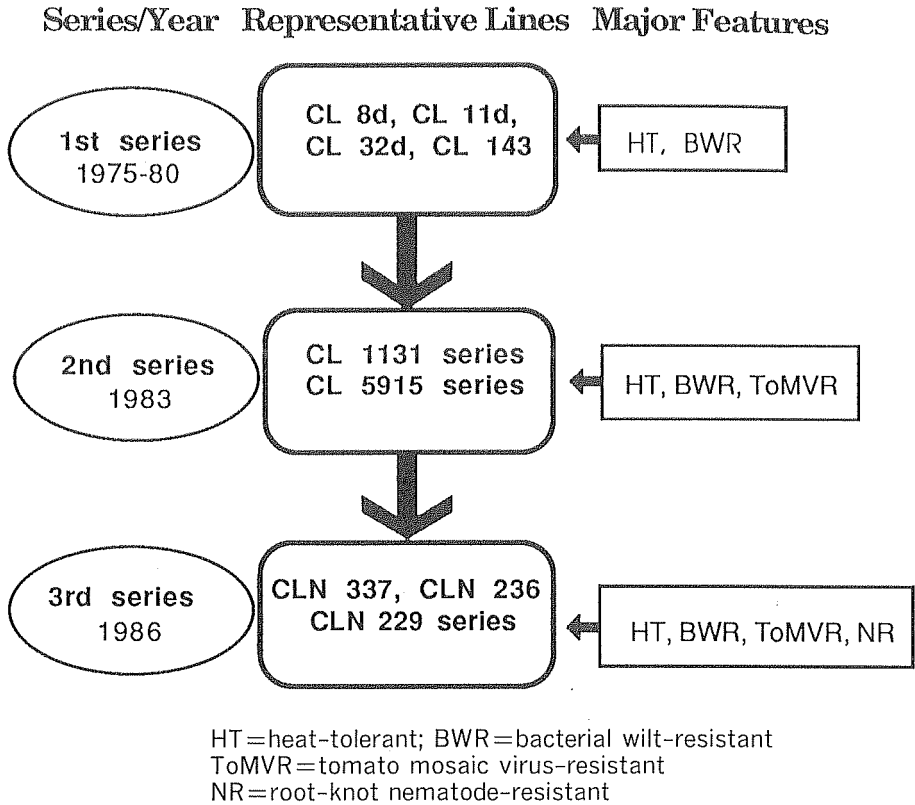 Series/Year Representative Lines Major Features
1st series
1975-80
CL 8d, CL 11d,
CL 32d, CL 143
HT, BWR
2nd series
1983
CL 1131 series
CL 5915 series
HT, BWR, ToMVR
3rd series
1986
CLN 337, CLN 236
CLN 229 series
HT, BWR, ToMVR, NR
HT=heat-tolerant; BWR=bacterial wilt-resistant
ToMVR=tomato mosaic virus-resistant
NR=root-knot nematode-resistant